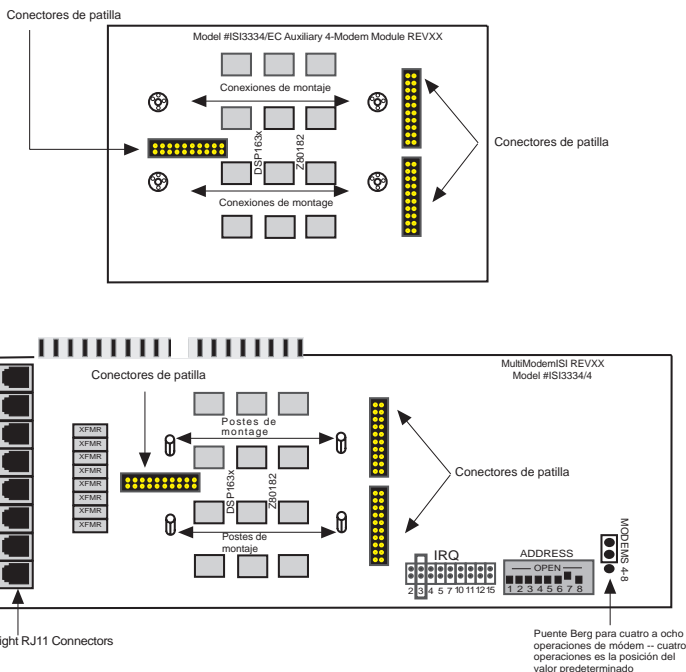 Conectores de patilla
Model #ISI3334/EC Auxiliary 4-Modem Module REVXX
Conexiones de montaje
DSP163x
Z80182
Conectores de patilla
Conexiones de montage
MultiModemISI REVXX
Model #ISI3334/4
Conectores de patilla
Postes de
montage
XFMR
XFMR
XFMR
XFMR
XFMR
XFMR
XFMR
XFMR
DSP163x
Z80182
Conectores de patilla
Postes de
montaje
IRQ
2 3 4 5 7 10 11 12 15
ADDRESS
OPEN
1 2 3 4 5 6 7 8
MODEMS 4-8
ight RJ11 Connectors
Puente Berg para cuatro a ocho
operaciones de módem -- cuatro
operaciones es la posición del
valor predeterminado